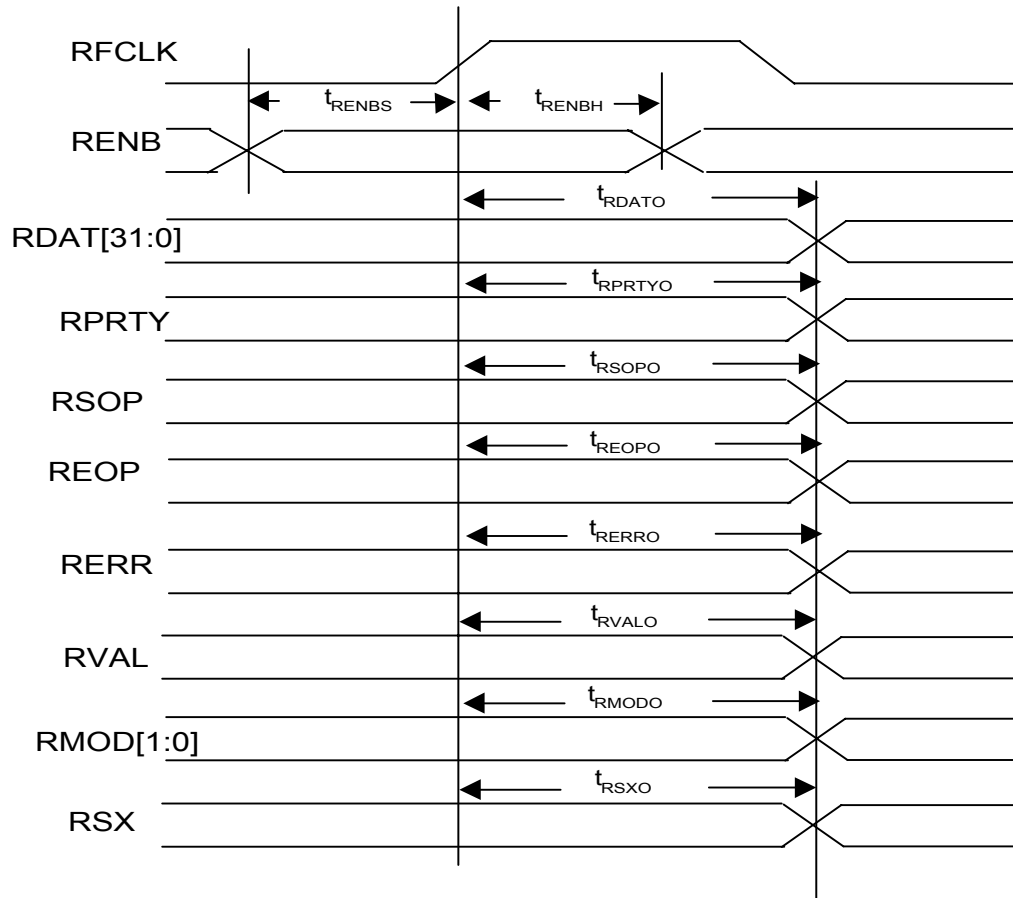 RFCLK
tRENBS
tRENBH
RENB
tRDATO
RDAT[31:0]
tRPRTYO
RPRTY
tRSOPO
RSOP
tREOPO
REOP
tRERRO
RERR
tRVALO
RVAL
tRMODO
RMOD[1:0]
tRSXO
RSX